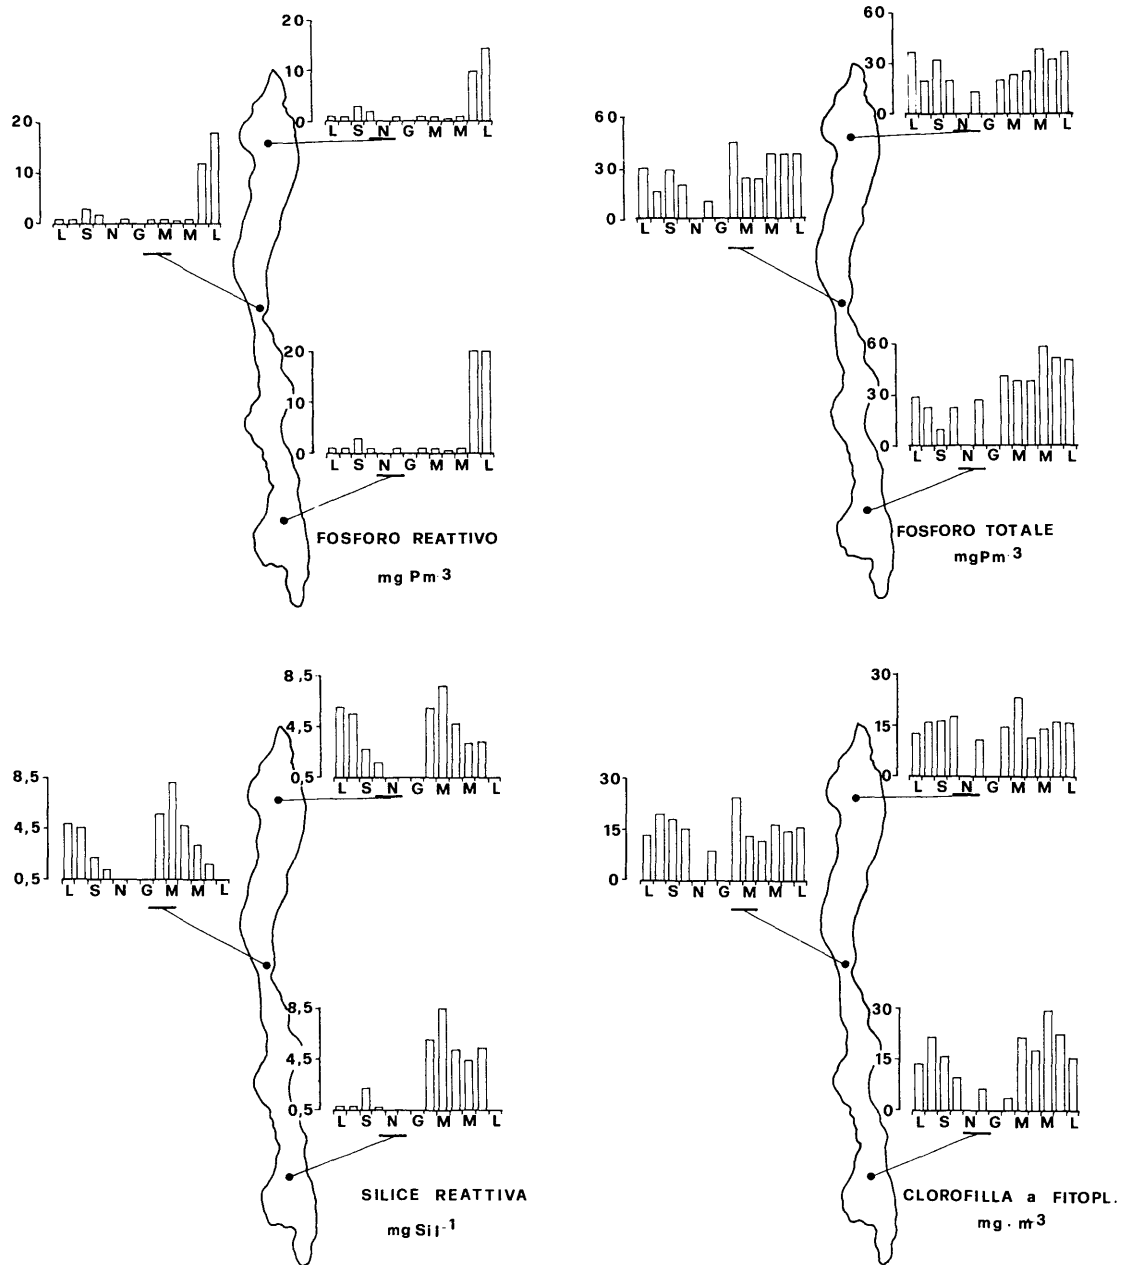 20
10
0
L S N G M M L
20
10
0
L S N G M M L
20
10
0
L S N G M M L
FOSFORO REATTIVO
mg Pm⁻³
60
30
0
L S N G M M L
60
30
0
L S N G M M L
60
30
0
L S N G M M L
FOSFORO TOTALE
mgPm⁻³
8,5
4,5
0,5
L S N G M M L
8,5
4,5
0,5
L S N G M M L
8,5
4,5
0,5
L S N G M M L
SILICE REATTIVA
mg Si l⁻¹
30
15
0
L S N G M M L
30
15
0
L S N G M M L
30
15
0
L S N G M M L
CLOROFILLA a FITOPL.
mg · m⁻³